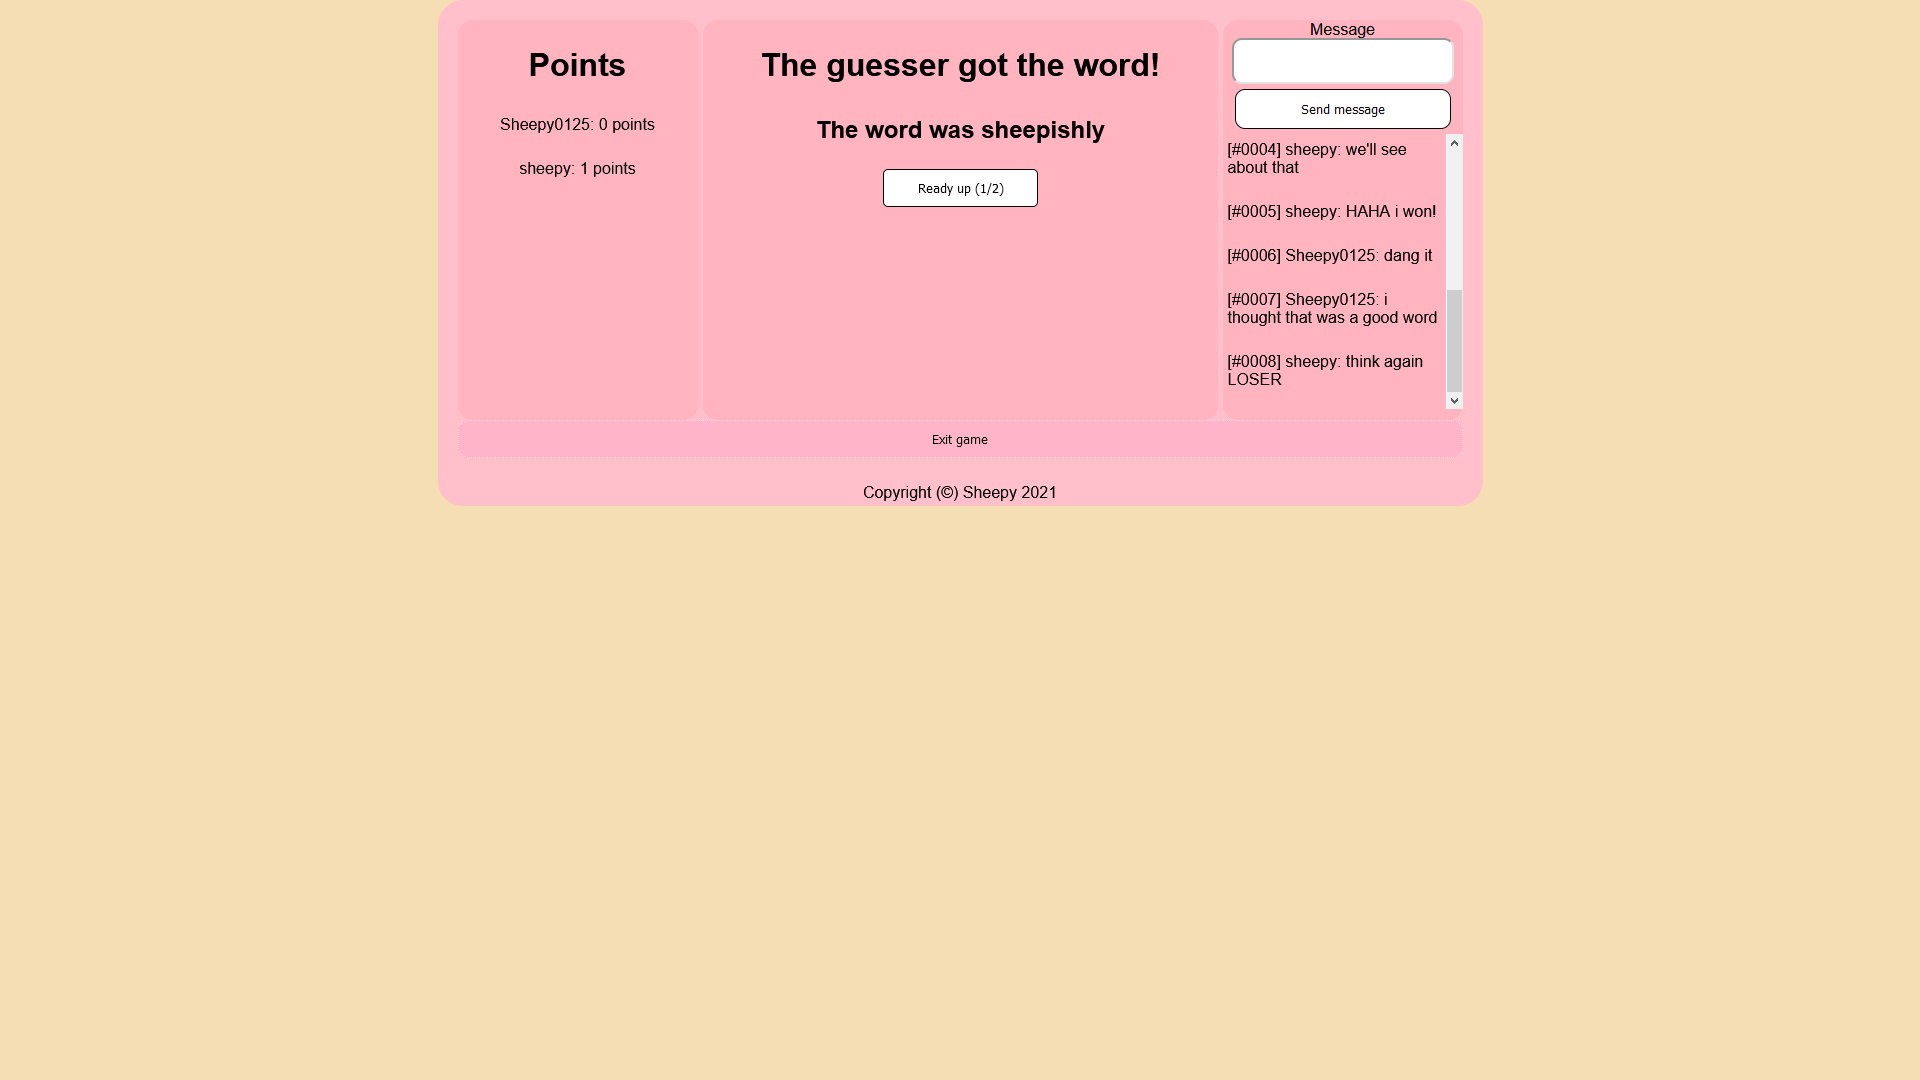 Points
Sheepy0125: 0 points
sheepy: 1 points
The guesser got the word!
The word was sheepishly
Ready up (1/2)
Message
Send message
[#0004] sheepy: we'll see
about that
[#0005] sheepy: HAHA i won!
[#0006] Sheepy0125: dang it
[#0007] Sheepy0125: i
thought that was a good word
[#0008] sheepy: think again
LOSER
Exit game
Copyright (©) Sheepy 2021